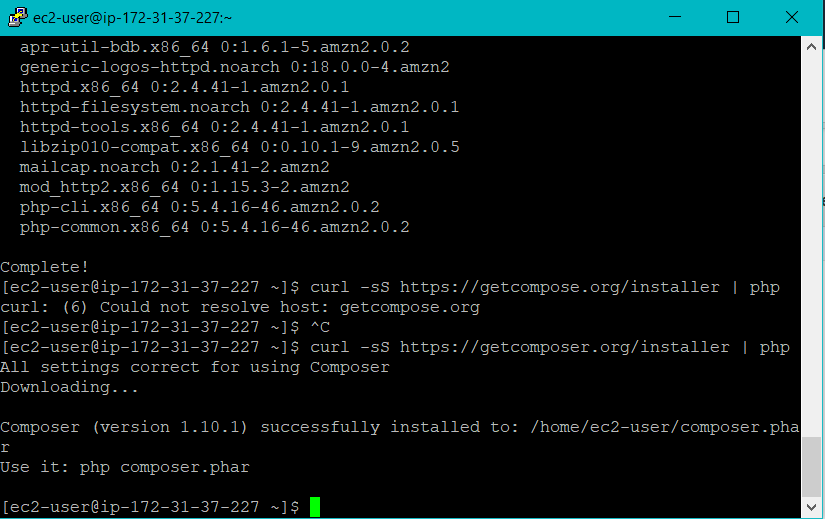 ec2-user@ip-172-31-37-227:~
apr-util-bdb.x86_64 0:1.6.1-5.amzn2.0.2
generic-logos-httpd.noarch 0:18.0.0-4.amzn2
httpd.x86_64 0:2.4.41-1.amzn2.0.1
httpd-filesystem.noarch 0:2.4.41-1.amzn2.0.1
httpd-tools.x86_64 0:2.4.41-1.amzn2.0.1
libzip010-compat.x86_64 0:0.10.1-9.amzn2.0.5
mailcap.noarch 0:2.1.41-2.amzn2
mod_http2.x86_64 0:1.15.3-2.amzn2
php-cli.x86_64 0:5.4.16-46.amzn2.0.2
php-common.x86_64 0:5.4.16-46.amzn2.0.2
Complete!
[ec2-user@ip-172-31-37-227 ~]$ curl -sS https://getcompose.org/installer | php
curl: (6) Could not resolve host: getcompose.org
[ec2-user@ip-172-31-37-227 ~]$ ^C
[ec2-user@ip-172-31-37-227 ~]$ curl -sS https://getcomposer.org/installer | php
All settings correct for using Composer
Downloading...
Composer (version 1.10.1) successfully installed to: /home/ec2-user/composer.pha
r
Use it: php composer.phar
[ec2-user@ip-172-31-37-227 ~]$